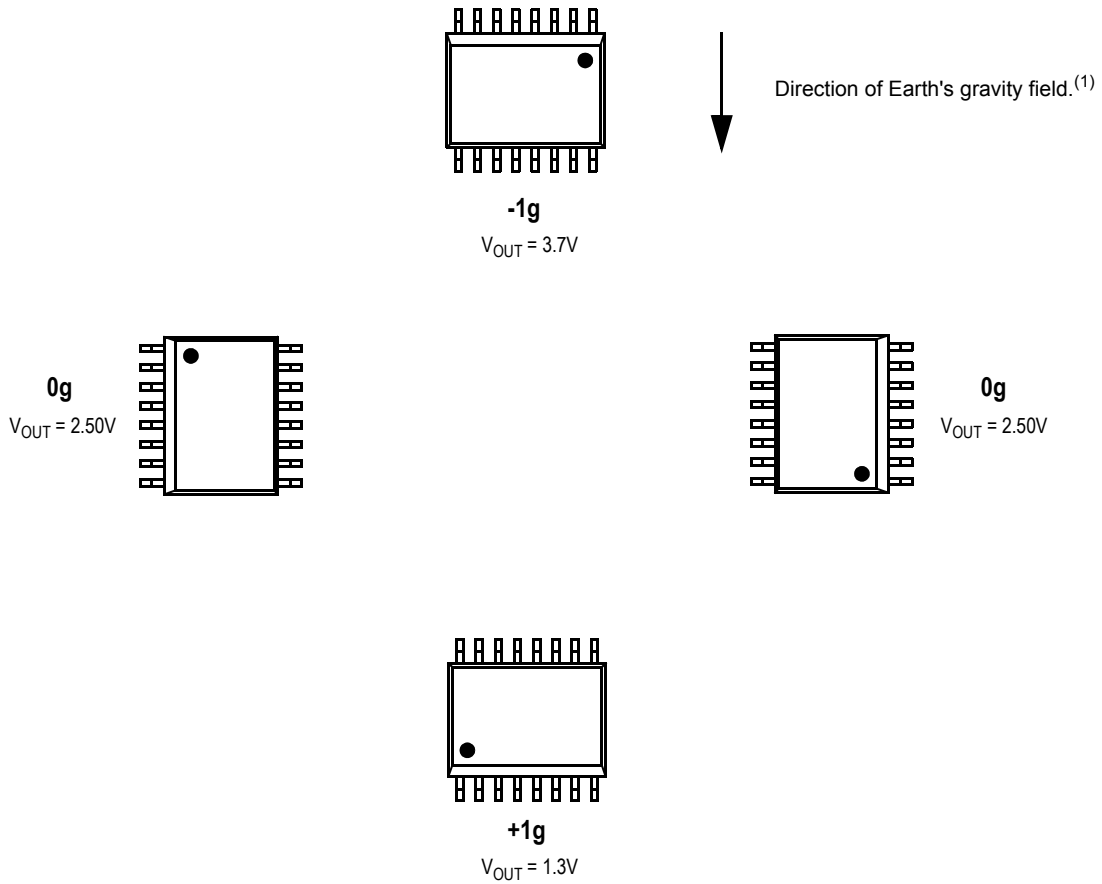 Direction of Earth's gravity field.(1)
-1g
VOUT = 3.7V
0g
VOUT = 2.50V
0g
VOUT = 2.50V
+1g
VOUT = 1.3V